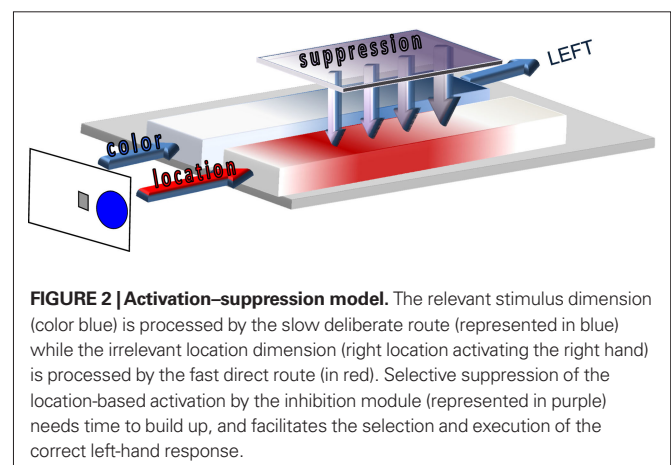 suppression
LEFT
color
location
FIGURE 2 | Activation–suppression model. The relevant stimulus dimension
(color blue) is processed by the slow deliberate route (represented in blue)
while the irrelevant location dimension (right location activating the right hand)
is processed by the fast direct route (in red). Selective suppression of the
location-based activation by the inhibition module (represented in purple)
needs time to build up, and facilitates the selection and execution of the
correct left-hand response.